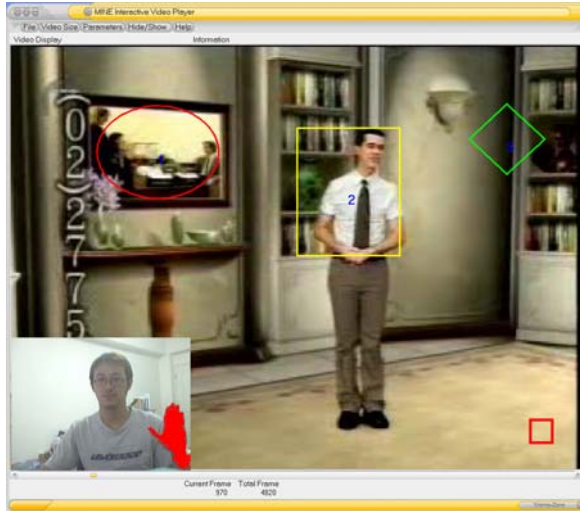 MINE Interactive Video Player
File Video Size Parameters Hide/Show Help
Video Display Information
(02)2775
2
Current Frame Total Frame
970 4820